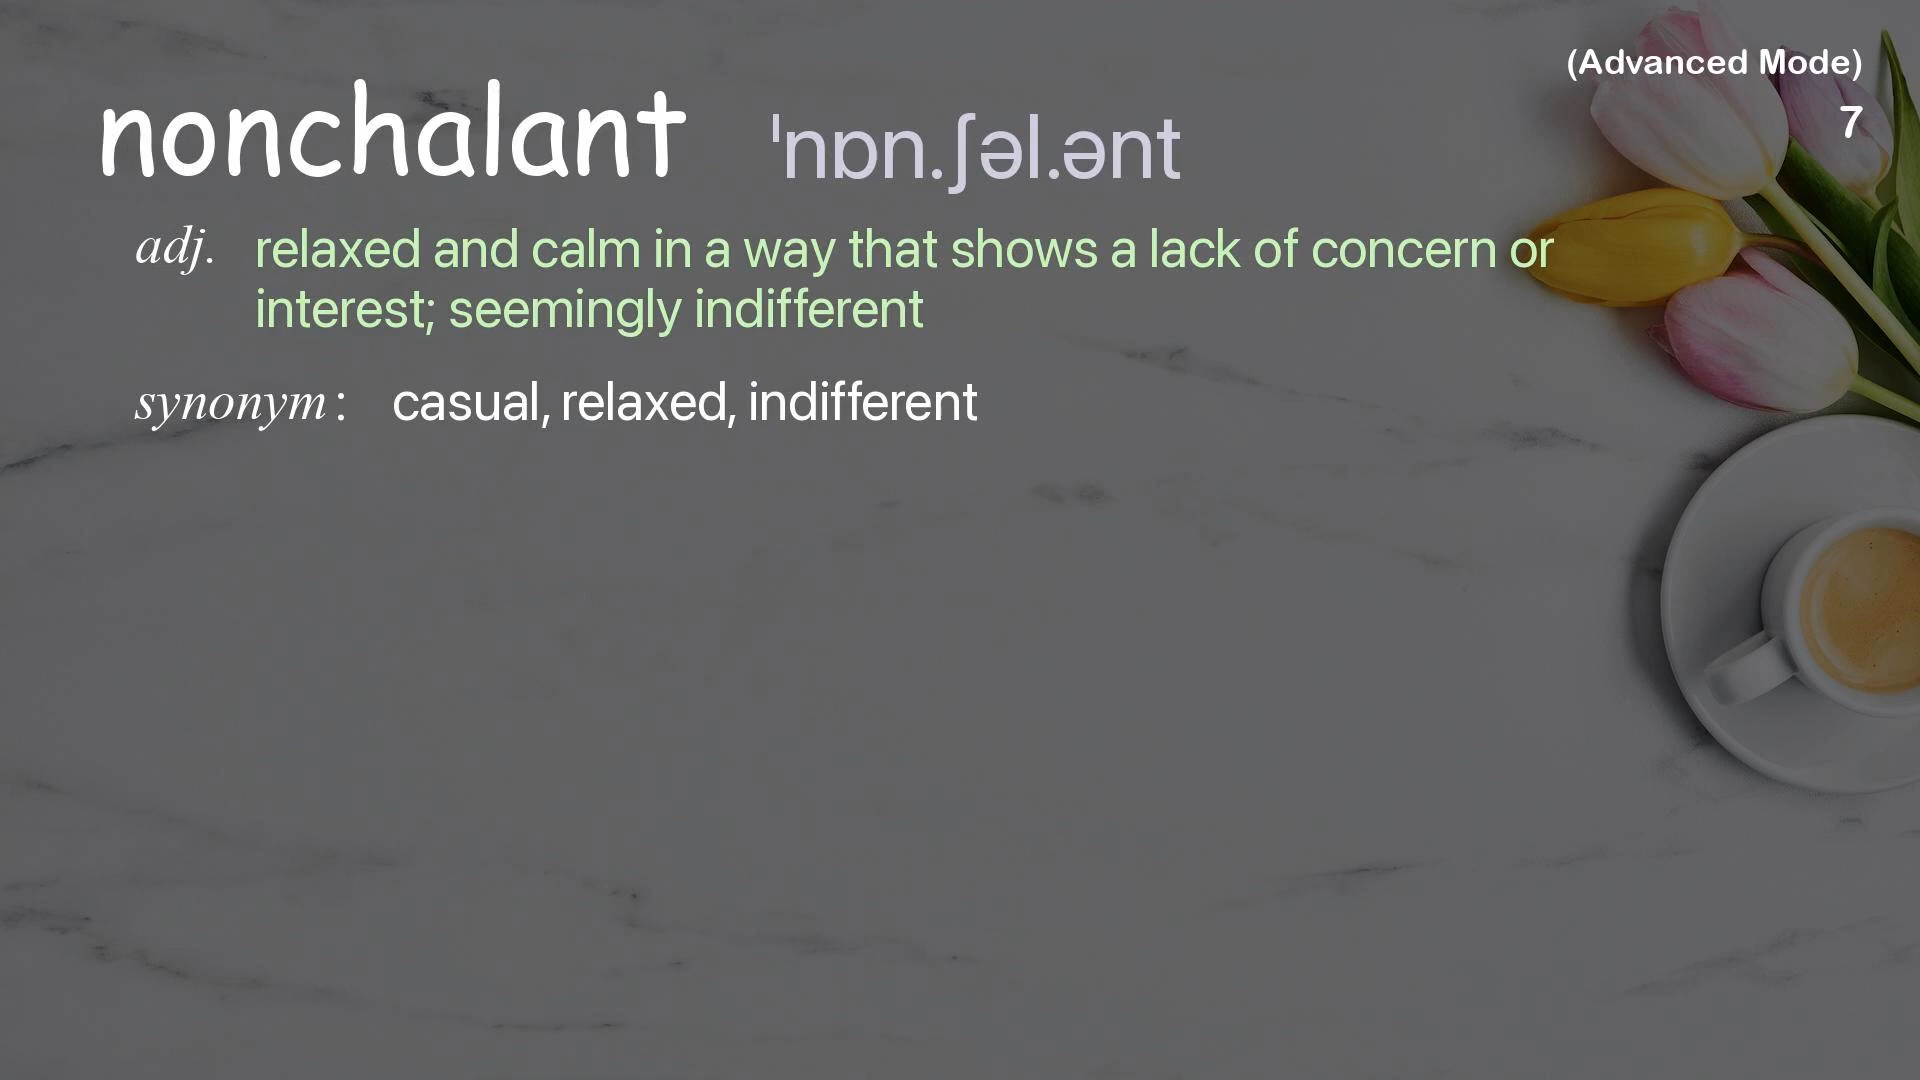 (Advanced Mode)
7
nonchalant ˈnɒn.ʃəl.ənt
adj. relaxed and calm in a way that shows a lack of concern or
interest; seemingly indifferent
synonym: casual, relaxed, indifferent